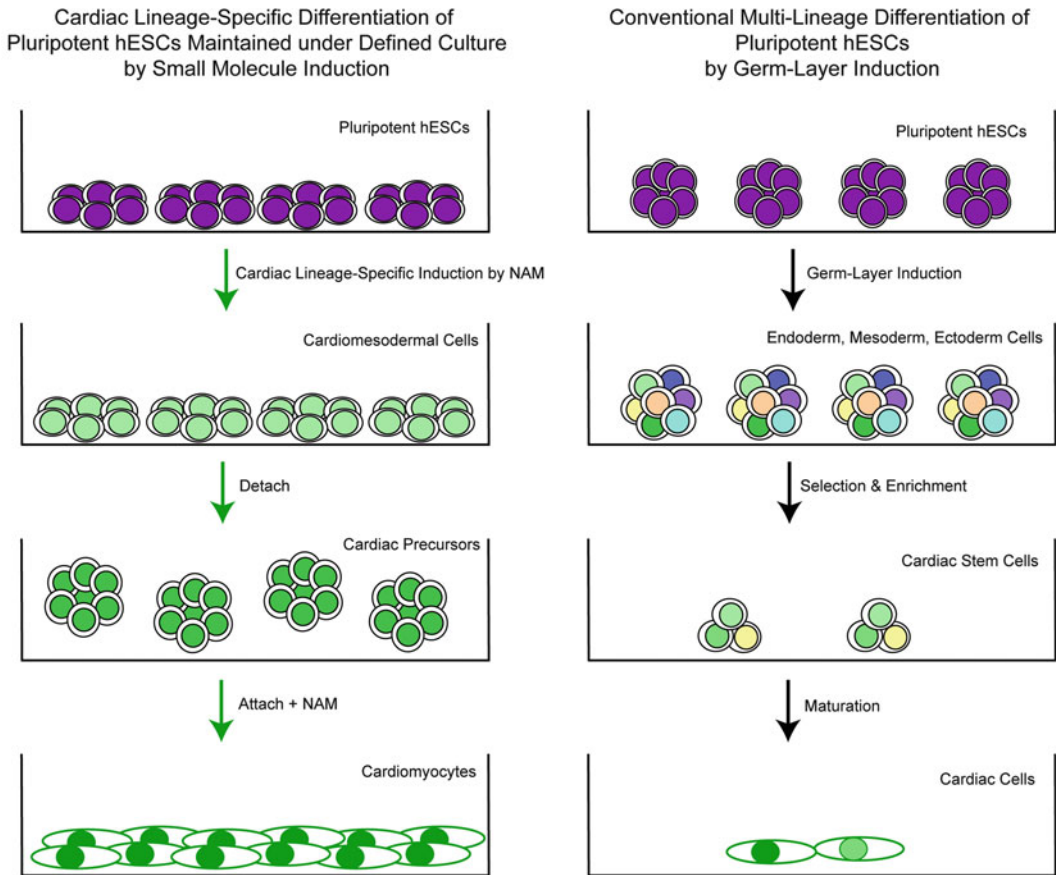 Cardiac Lineage-Specific Differentiation of
Pluripotent hESCs Maintained under Defined Culture
by Small Molecule Induction
Pluripotent hESCs
Cardiac Lineage-Specific Induction by NAM
Cardiomesodermal Cells
Detach
Cardiac Precursors
Attach + NAM
Cardiomyocytes
Conventional Multi-Lineage Differentiation of
Pluripotent hESCs
by Germ-Layer Induction
Pluripotent hESCs
Germ-Layer Induction
Endoderm, Mesoderm, Ectoderm Cells
Selection & Enrichment
Cardiac Stem Cells
Maturation
Cardiac Cells